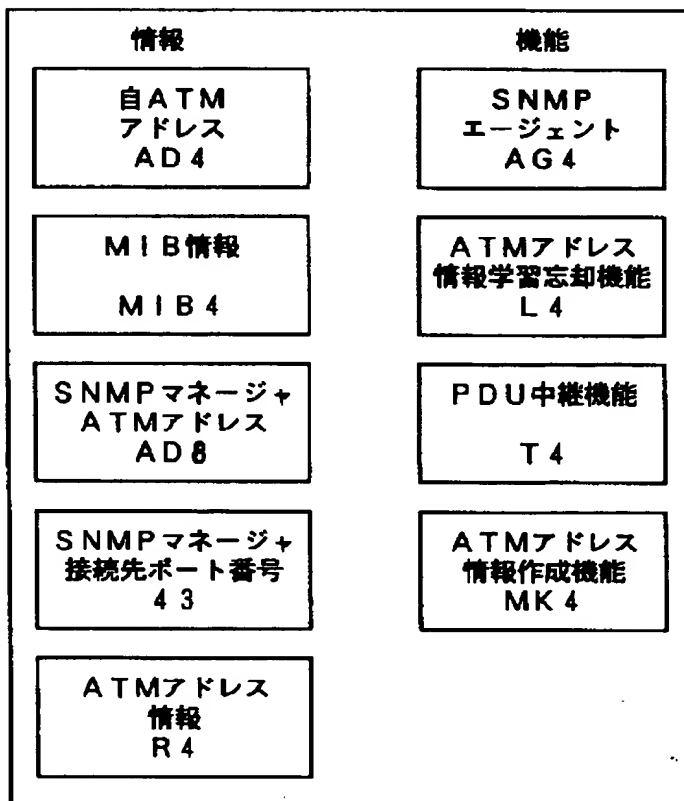 情報
自ATM
アドレス
AD4
MIB情報
MIB4
SNMPマネージャ
ATMアドレス
AD8
SNMPマネージャ
接続先ポート番号
43
ATMアドレス
情報
R4
機能
SNMP
エージェント
AG4
ATMアドレス
情報学習忘却機能
L4
PDU中継機能
T4
ATMアドレス
情報作成機能
MK4